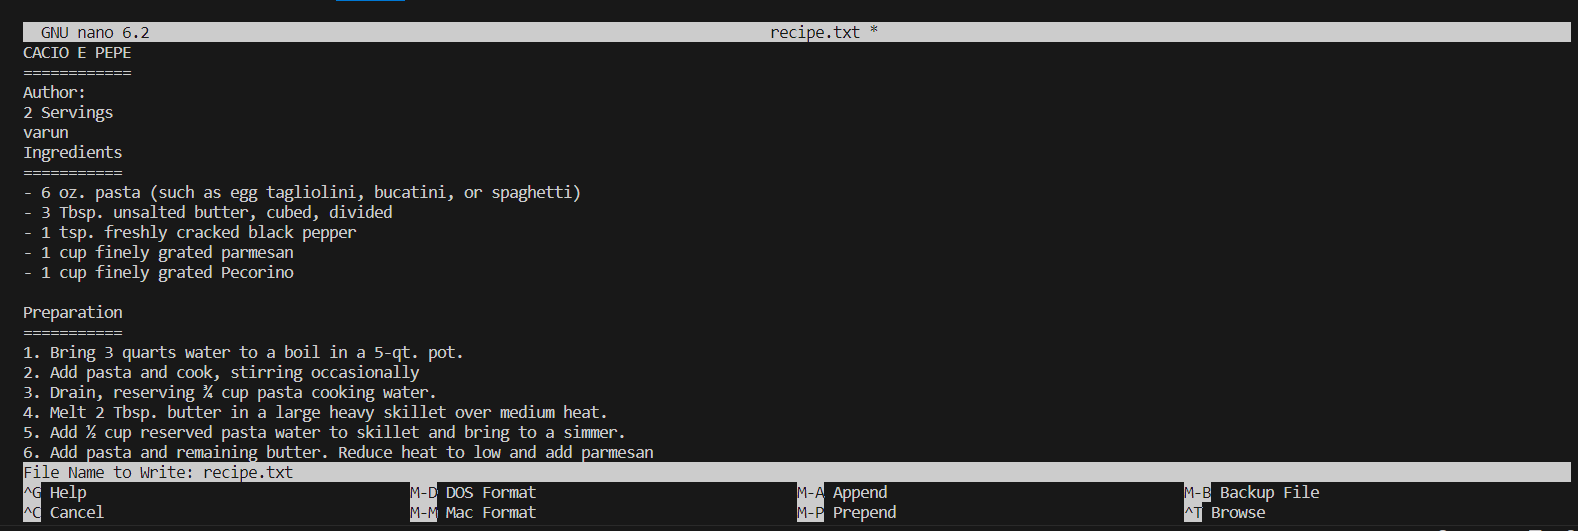 GNU nano 6.2 recipe.txt *
CACIO E PEPE
============
Author:
2 Servings
varun
Ingredients
===========
- 6 oz. pasta (such as egg tagliolini, bucatini, or spaghetti)
- 3 Tbsp. unsalted butter, cubed, divided
- 1 tsp. freshly cracked black pepper
- 1 cup finely grated parmesan
- 1 cup finely grated Pecorino

Preparation
===========
1. Bring 3 quarts water to a boil in a 5-qt. pot.
2. Add pasta and cook, stirring occasionally
3. Drain, reserving ¾ cup pasta cooking water.
4. Melt 2 Tbsp. butter in a large heavy skillet over medium heat.
5. Add ½ cup reserved pasta water to skillet and bring to a simmer.
6. Add pasta and remaining butter. Reduce heat to low and add parmesan
File Name to Write: recipe.txt
^G Help M-D DOS Format M-A Append M-B Backup File
^C Cancel M-M Mac Format M-P Prepend ^T Browse